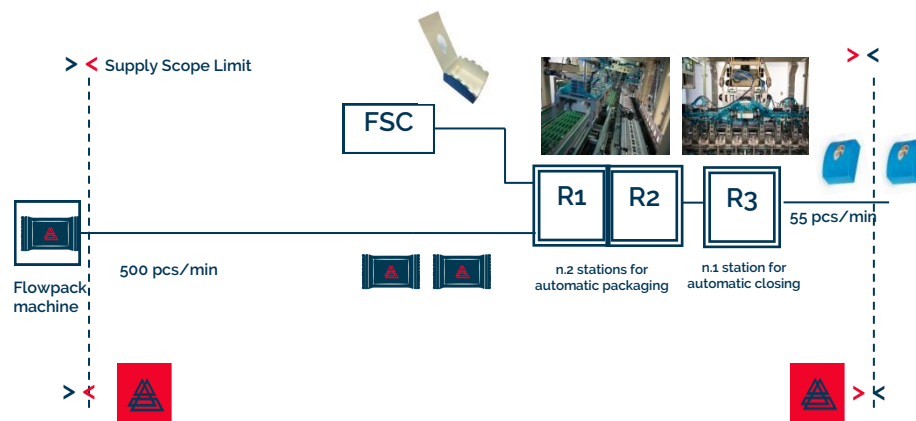 Supply Scope Limit
FSC
R1
R2
R3
55 pcs/min
500 pcs/min
Flowpack
machine
n.2 stations for
automatic packaging
n.1 station for
automatic closing